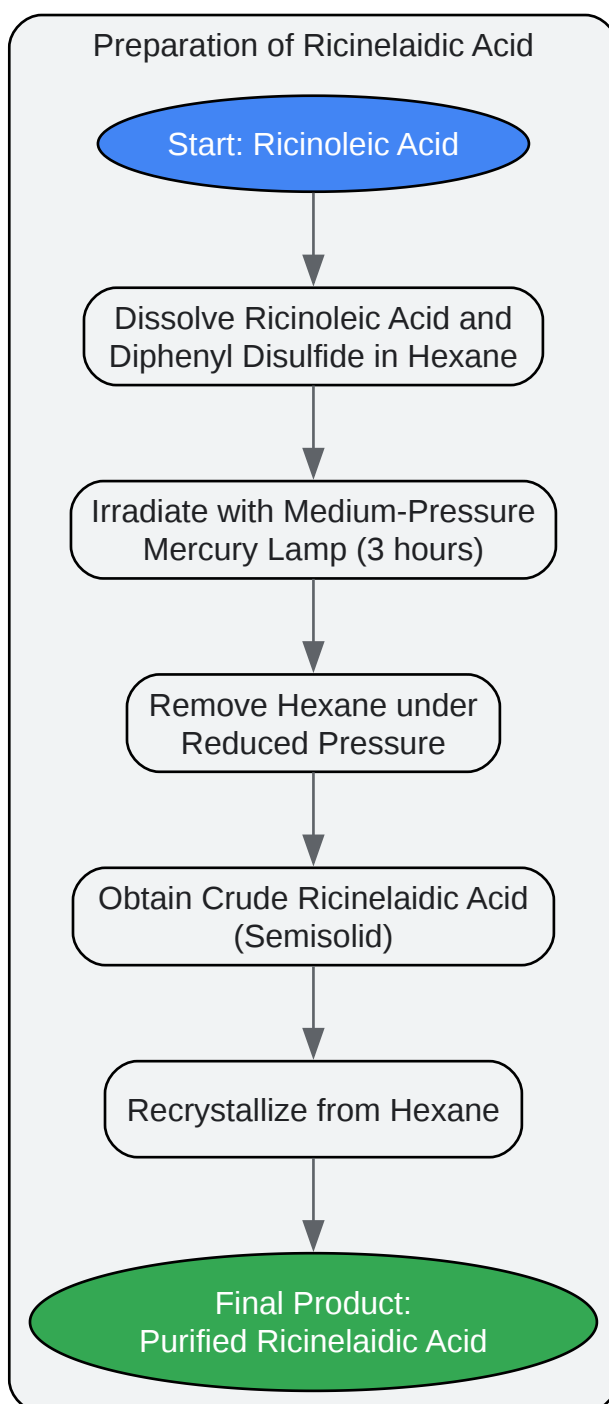 Preparation of Ricinelaidic Acid
Start: Ricinoleic Acid
Dissolve Ricinoleic Acid and
Diphenyl Disulfide in Hexane
Irradiate with Medium-Pressure
Mercury Lamp (3 hours)
Remove Hexane under
Reduced Pressure
Obtain Crude Ricinelaidic Acid
(Semisolid)
Recrystallize from Hexane
Final Product:
Purified Ricinelaidic Acid